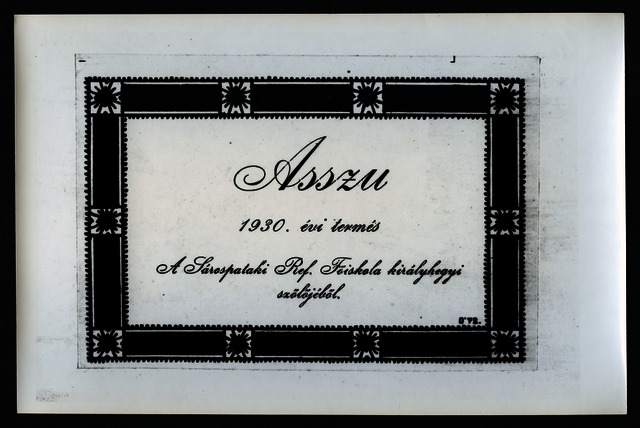 Asszu
1930. évi termés
A Sárospataki Ref. Főiskola királyhegyi
szőlőjéből.